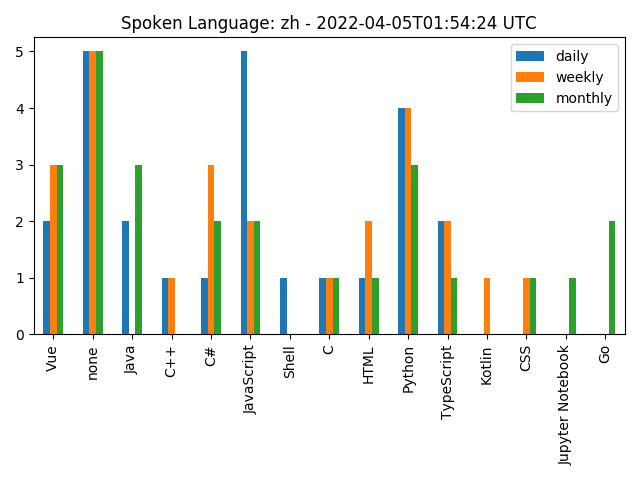 Spoken Language: zh - 2022-04-05T01:54:24 UTC
daily
weekly
monthly
5
4
3
2
1
0
Vue
none
Java
C++
C#
JavaScript
Shell
C
HTML
Python
TypeScript
Kotlin
CSS
Jupyter Notebook
Go